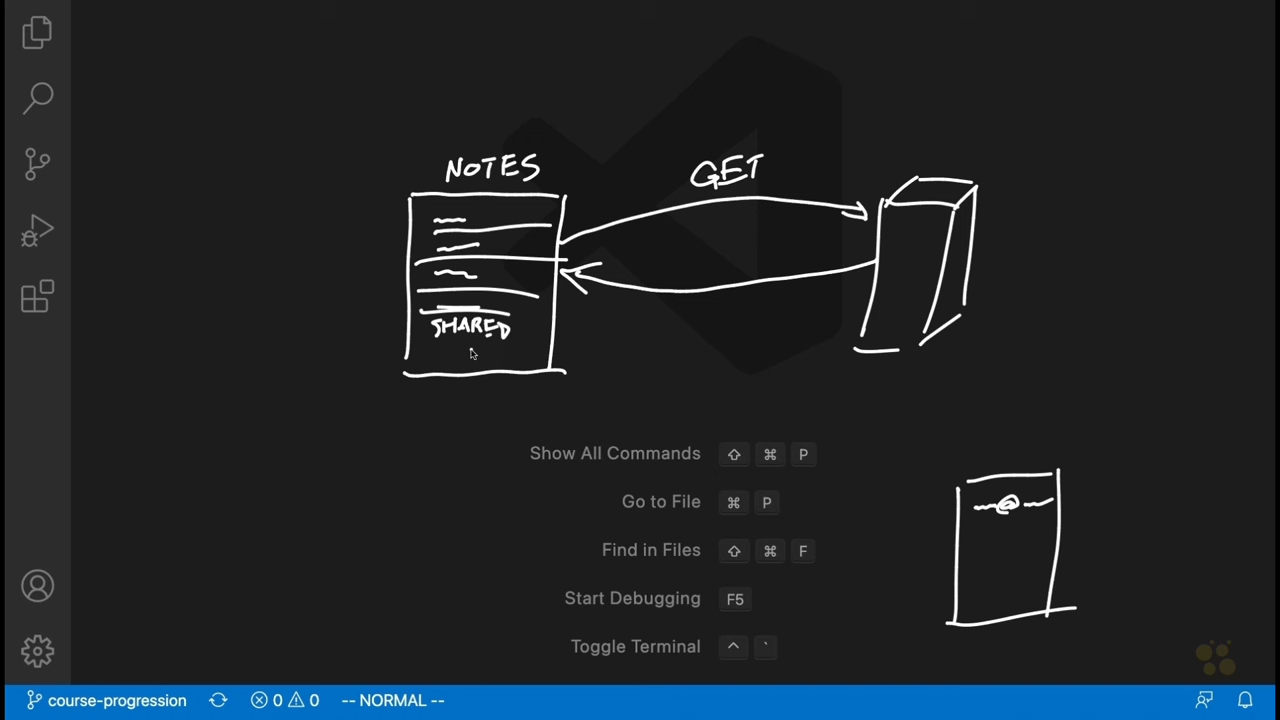 NOTES
GET
SHARED
Show All Commands ⇧ ⌘ P
Go to File ⌘ P
Find in Files ⇧ ⌘ F
Start Debugging F5
Toggle Terminal ^ `
course-progression 0 0 -- NORMAL --